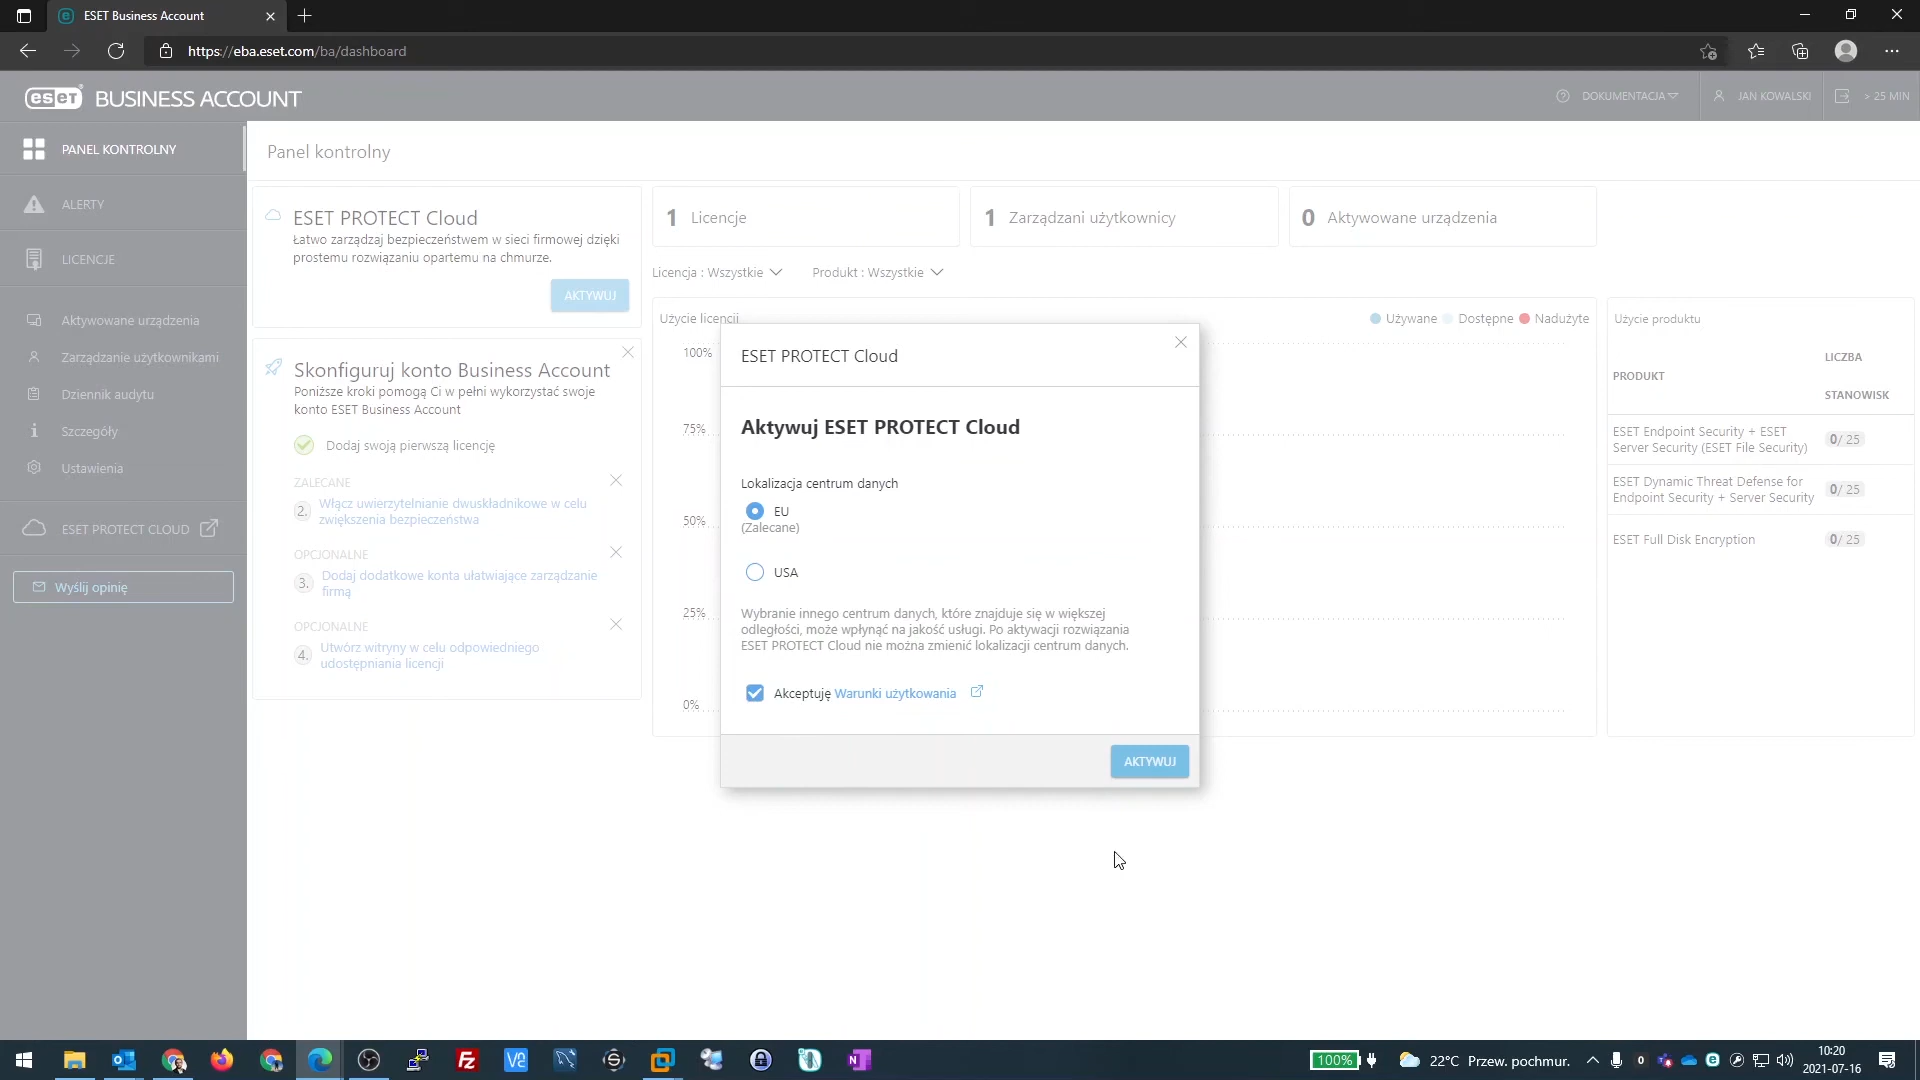 ESET Business Account
https://eba.eset.com/ba/dashboard
eseT BUSINESS ACCOUNT
DOKUMENTACJA
JAN KOWALSKI
> 25 MIN
PANEL KONTROLNY
ALERTY
LICENCJE
Aktywowane urządzenia
Zarządzanie użytkownikami
Dziennik audytu
Szczegóły
Ustawienia
ESET PROTECT CLOUD
Wyślij opinię
Panel kontrolny
ESET PROTECT Cloud
Łatwo zarządzaj bezpieczeństwem w sieci firmowej dzięki
prostemu rozwiązaniu opartemu na chmurze.
AKTYWUJ
Skonfiguruj konto Business Account
Poniższe kroki pomogą Ci w pełni wykorzystać swoje
konto ESET Business Account
Dodaj swoją pierwszą licencję
ZALECANE
2. Włącz uwierzytelnianie dwuskładnikowe w celu
zwiększenia bezpieczeństwa
OPCJONALNE
3. Dodaj dodatkowe konta ułatwiające zarządzanie
firmą
OPCJONALNE
4. Utwórz witryny w celu odpowiedniego
udostępniania licencji
1 Licencje
1 Zarządzani użytkownicy
0 Aktywowane urządzenia
Licencja : Wszystkie
Produkt : Wszystkie
Użycie licencji
Używane
Dostępne
Nadużyte
100%
75%
50%
25%
0%
Użycie produktu
PRODUKT
LICZBA
STANOWISK
ESET Endpoint Security + ESET
Server Security (ESET File Security)
0/ 25
ESET Dynamic Threat Defense for
Endpoint Security + Server Security
0/ 25
ESET Full Disk Encryption
0/ 25
ESET PROTECT Cloud
Aktywuj ESET PROTECT Cloud
Lokalizacja centrum danych
EU
(Zalecane)
USA
Wybranie innego centrum danych, które znajduje się w większej
odległości, może wpłynąć na jakość usługi. Po aktywacji rozwiązania
ESET PROTECT Cloud nie można zmienić lokalizacji centrum danych.
Akceptuję Warunki użytkowania
AKTYWUJ
100%
22°C Przew. pochmur.
10:20
2021-07-16